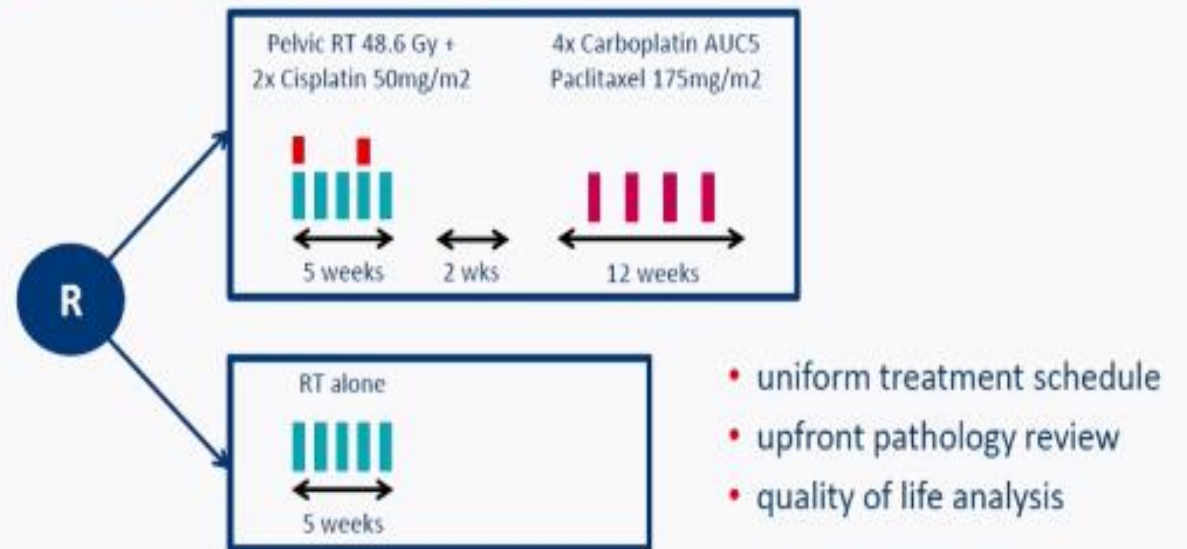 Pelvic RT 48.6 Gy +
2x Cisplatin 50mg/m2
4x Carboplatin AUC5
Paclitaxel 175mg/m2
5 weeks
2 wks
12 weeks
R
RT alone
5 weeks
• uniform treatment schedule
• upfront pathology review
• quality of life analysis